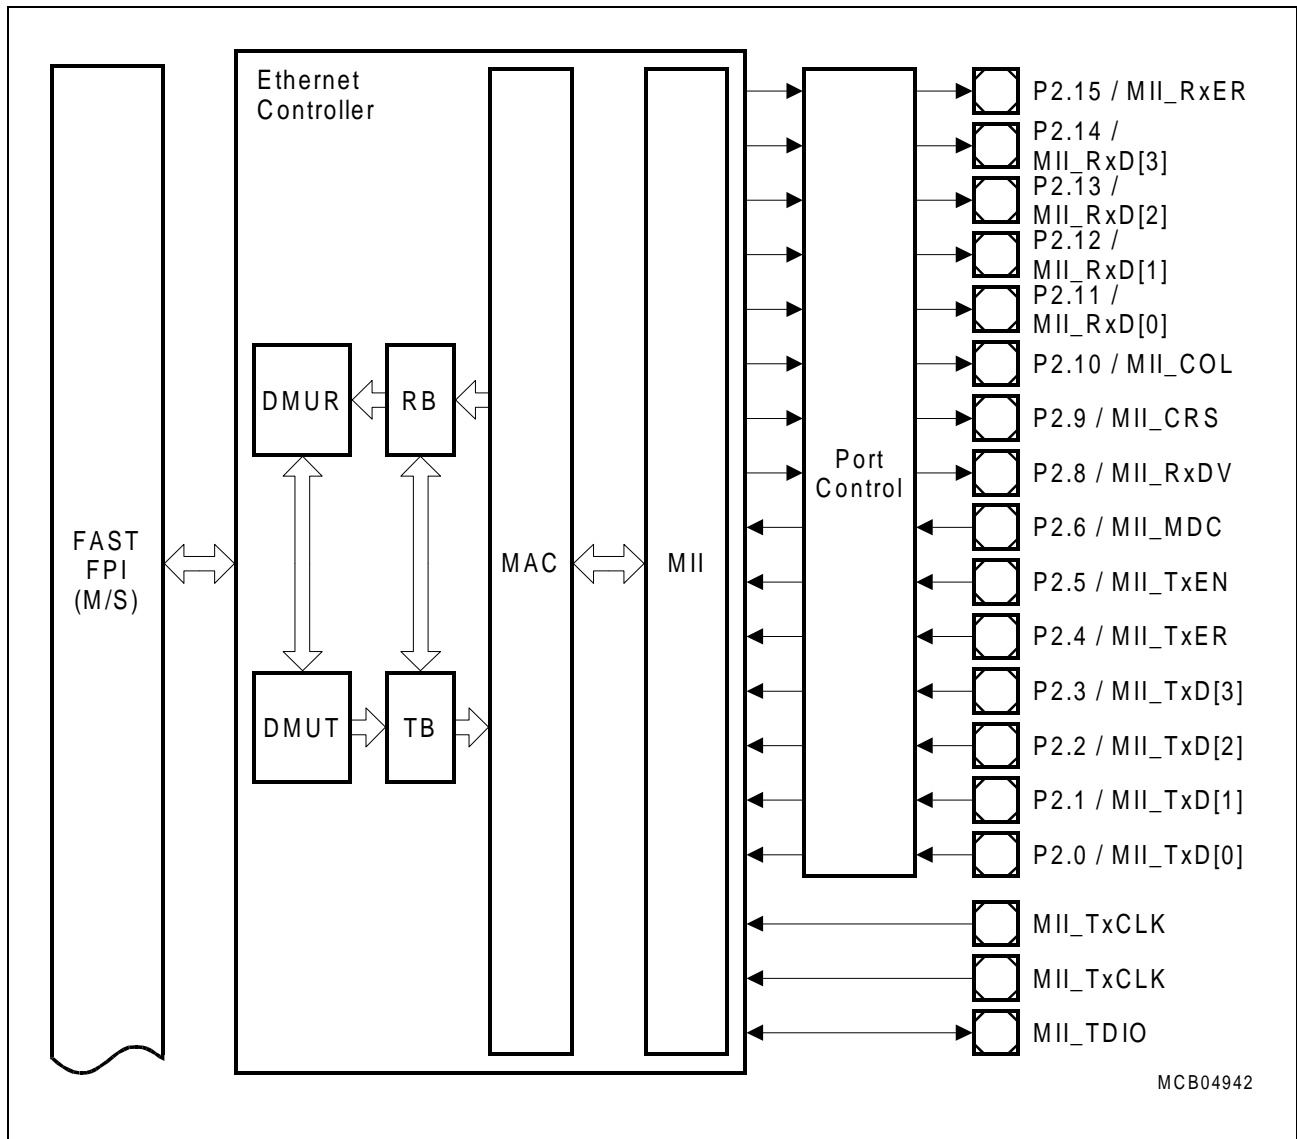 Ethernet
Controller
FAST
FPI
(M/S)
DMUR
RB
DMUT
TB
MAC
MII
Port
Control
P2.15 / MII_RxER
P2.14 /
MII_RxD[3]
P2.13 /
MII_RxD[2]
P2.12 /
MII_RxD[1]
P2.11 /
MII_RxD[0]
P2.10 / MII_COL
P2.9 / MII_CRS
P2.8 / MII_RxDV
P2.6 / MII_MDC
P2.5 / MII_TxEN
P2.4 / MII_TxER
P2.3 / MII_TxD[3]
P2.2 / MII_TxD[2]
P2.1 / MII_TxD[1]
P2.0 / MII_TxD[0]
MII_TxCLK
MII_TxCLK
MII_TDIO
MCB04942